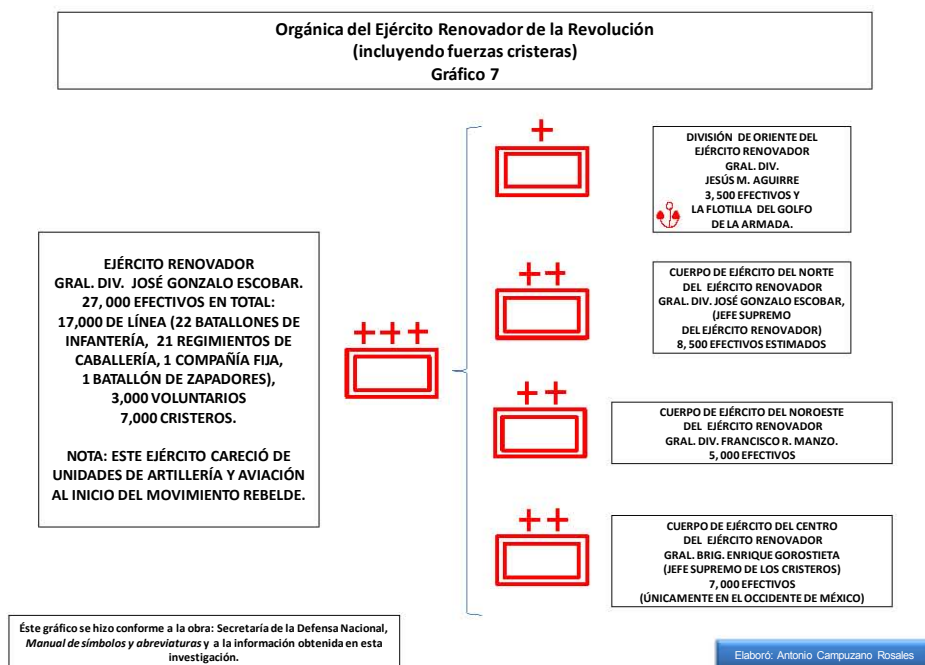 Orgánica del Ejército Renovador de la Revolución
(incluyendo fuerzas cristeras)
Gráfico 7
EJÉRCITO RENOVADOR
GRAL. DIV. JOSÉ GONZALO ESCOBAR.
27, 000 EFECTIVOS EN TOTAL:
17,000 DE LÍNEA (22 BATALLONES DE
INFANTERÍA, 21 REGIMIENTOS DE
CABALLERÍA, 1 COMPAÑÍA FIJA,
1 BATALLÓN DE ZAPADORES),
3,000 VOLUNTARIOS
7,000 CRISTEROS.
NOTA: ESTE EJÉRCITO CARECIÓ DE
UNIDADES DE ARTILLERÍA Y AVIACIÓN
AL INICIO DEL MOVIMIENTO REBELDE.
DIVISIÓN DE ORIENTE DEL
EJÉRCITO RENOVADOR
GRAL. DIV.
JESÚS M. AGUIRRE
3, 500 EFECTIVOS Y
LA FLOTILLA DEL GOLFO
DE LA ARMADA.
CUERPO DE EJÉRCITO DEL NORTE
DEL EJÉRCITO RENOVADOR
GRAL. DIV. JOSÉ GONZALO ESCOBAR,
(JEFE SUPREMO
DEL EJÉRCITO RENOVADOR)
8, 500 EFECTIVOS ESTIMADOS
CUERPO DE EJÉRCITO DEL NOROESTE
DEL EJÉRCITO RENOVADOR
GRAL. DIV. FRANCISCO R. MANZO.
5, 000 EFECTIVOS
CUERPO DE EJÉRCITO DEL CENTRO
DEL EJÉRCITO RENOVADOR
GRAL. BRIG. ENRIQUE GOROSTIETA
(JEFE SUPREMO DE LOS CRISTEROS)
7, 000 EFECTIVOS
(ÚNICAMENTE EN EL OCCIDENTE DE MÉXICO)
Éste gráfico se hizo conforme a la obra: Secretaría de la Defensa Nacional,
Manual de símbolos y abreviaturas y a la información obtenida en esta
investigación.
Elaboró: Antonio Campuzano Rosales